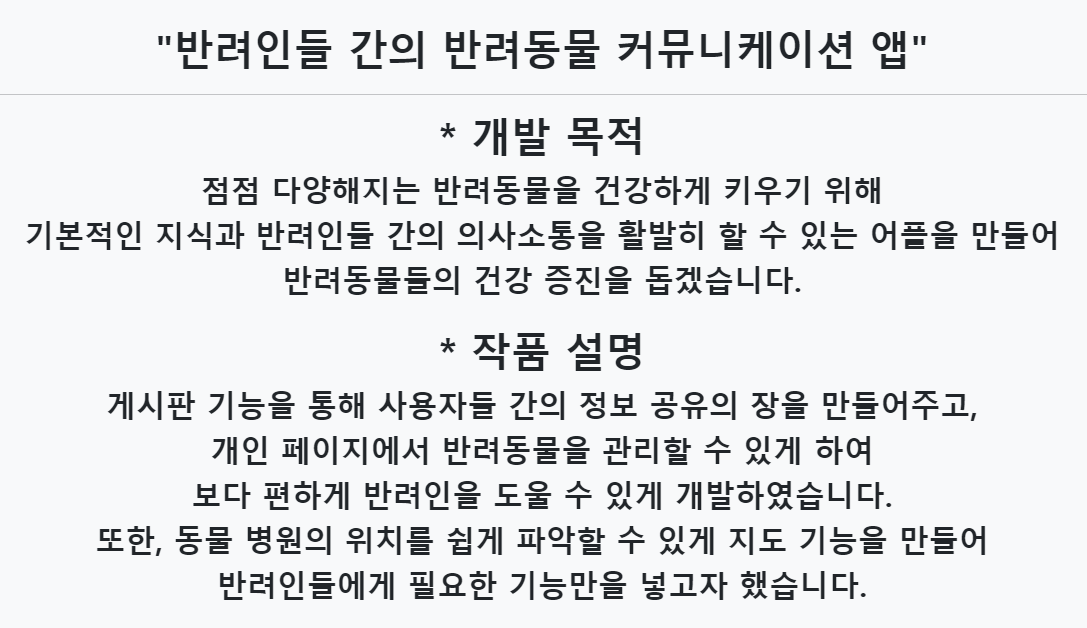 "반려인들 간의 반려동물 커뮤니케이션 앱"
* 개발 목적
점점 다양해지는 반려동물을 건강하게 키우기 위해
기본적인 지식과 반려인들 간의 의사소통을 활발히 할 수 있는 어플을 만들어
반려동물들의 건강 증진을 돕겠습니다.
* 작품 설명
게시판 기능을 통해 사용자들 간의 정보 공유의 장을 만들어주고,
개인 페이지에서 반려동물을 관리할 수 있게 하여
보다 편하게 반려인을 도울 수 있게 개발하였습니다.
또한, 동물 병원의 위치를 쉽게 파악할 수 있게 지도 기능을 만들어
반려인들에게 필요한 기능만을 넣고자 했습니다.